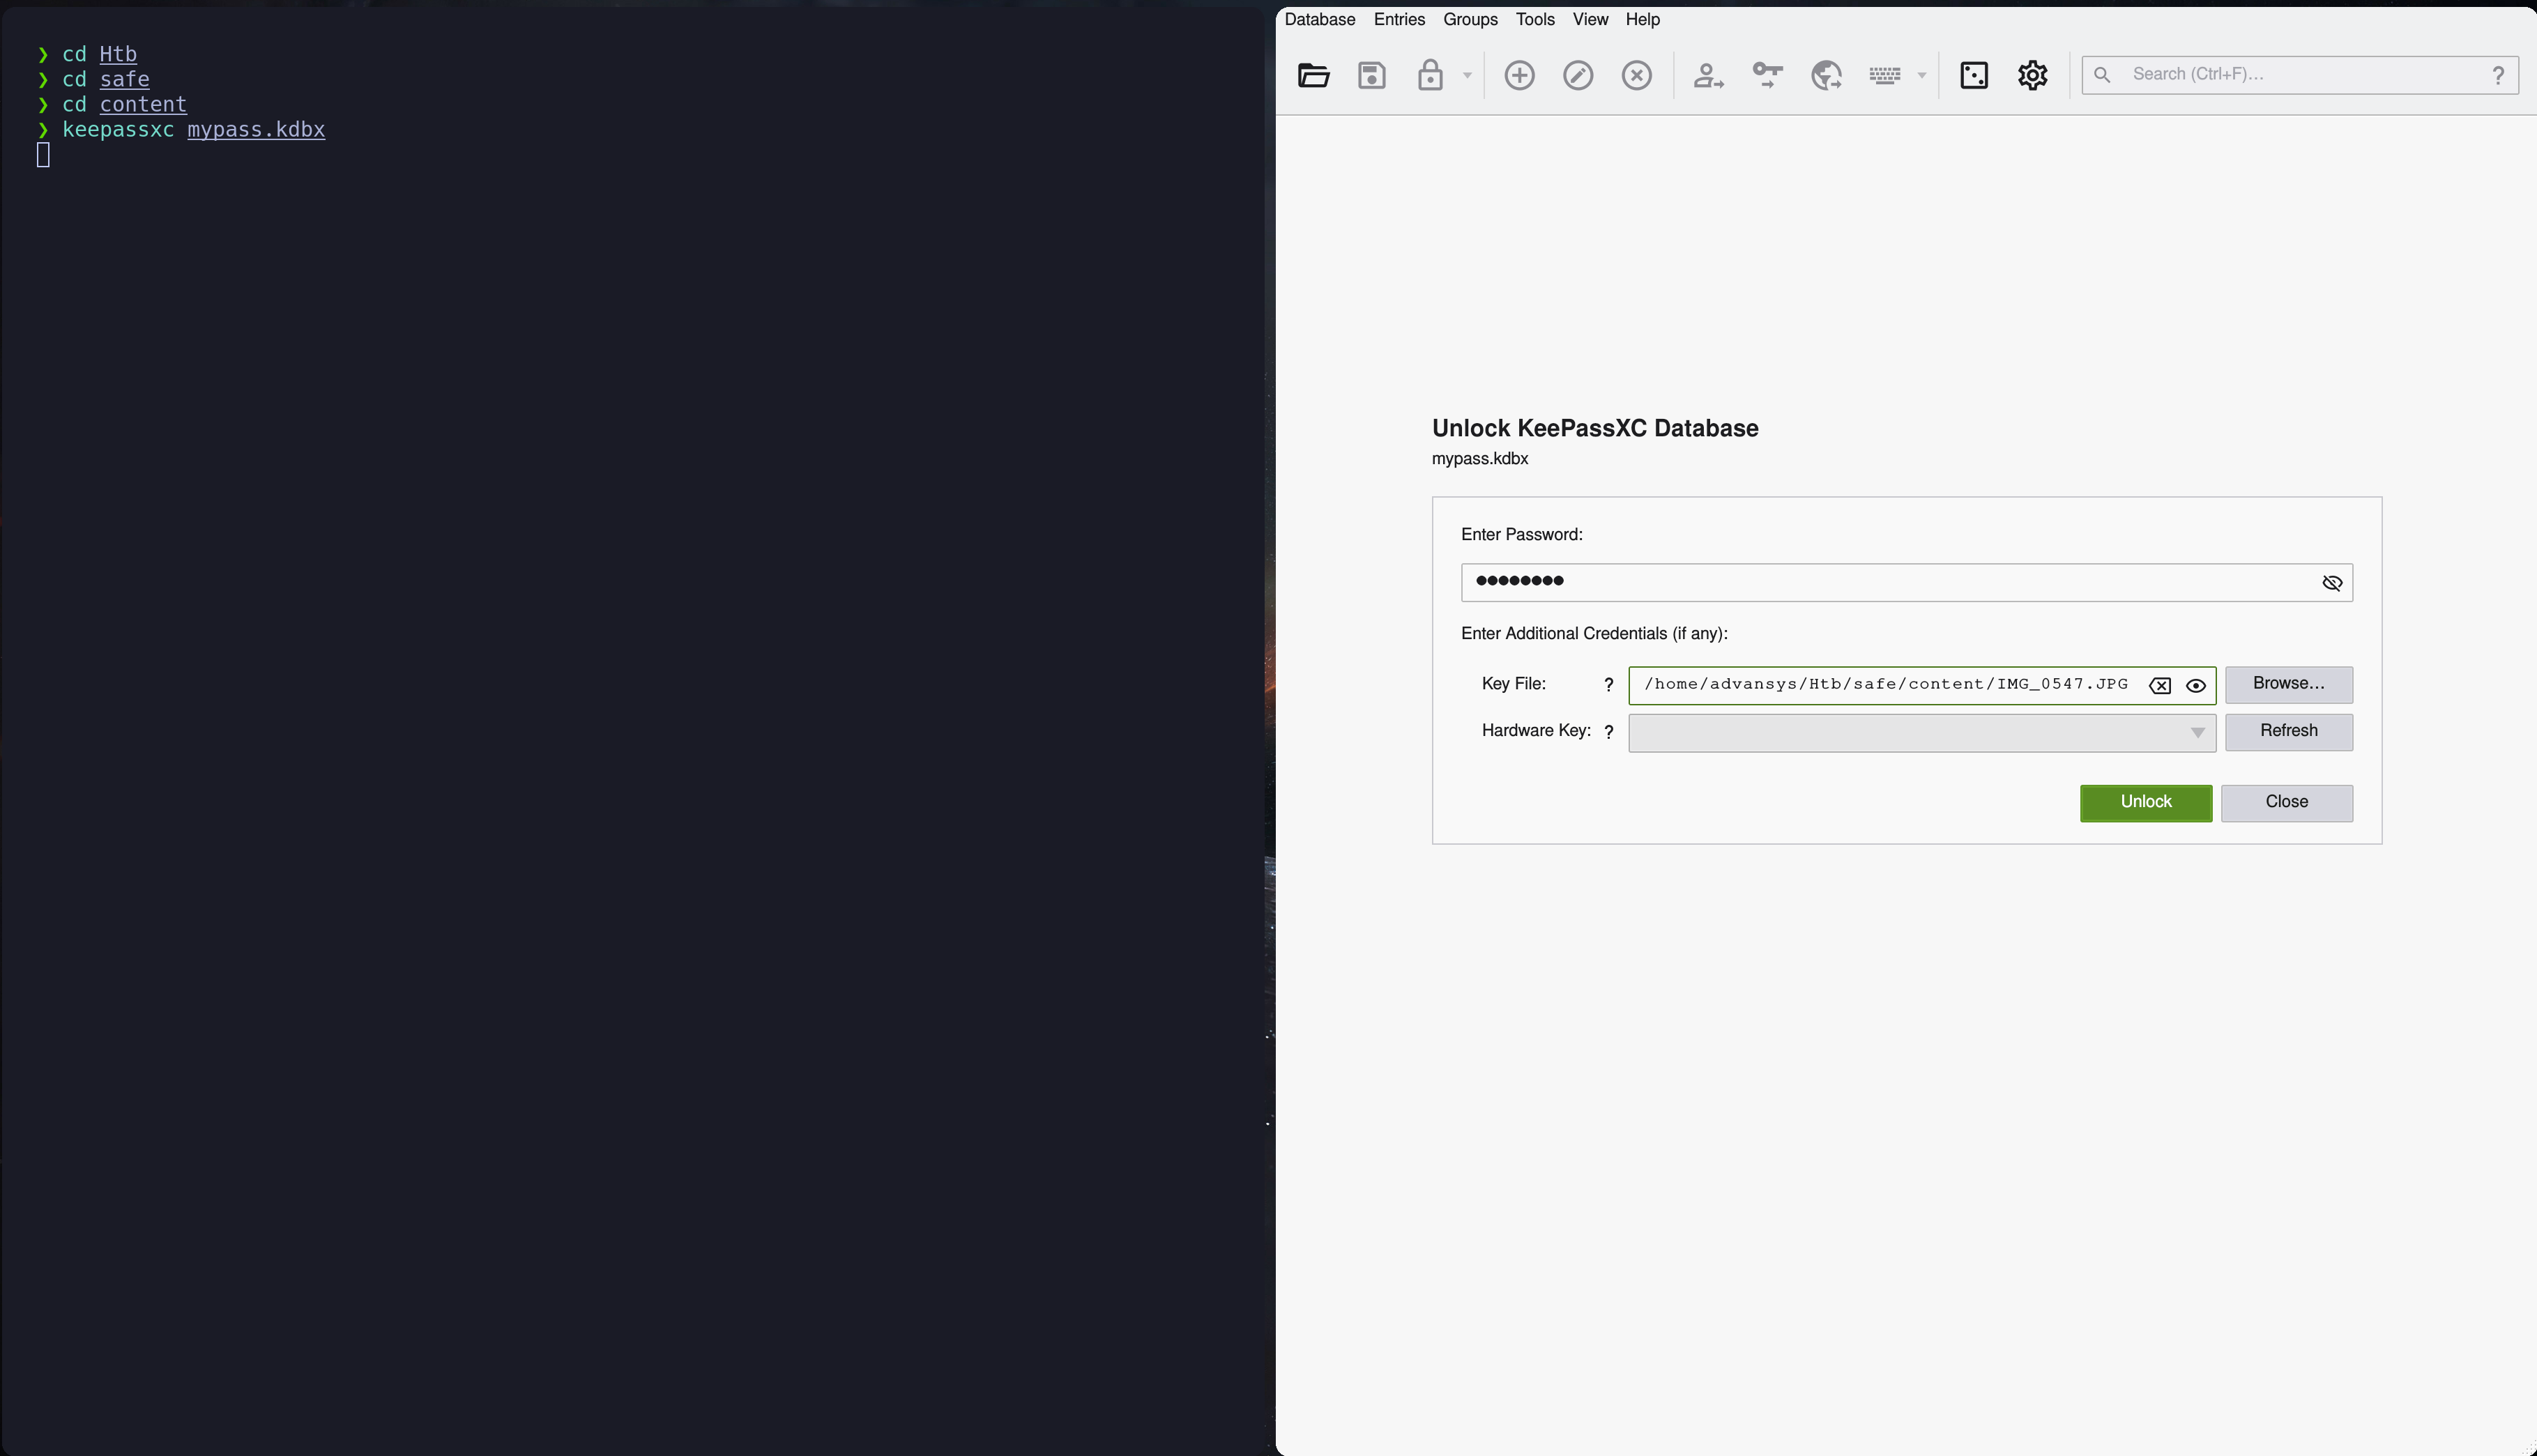 ❯ cd Htb
❯ cd safe
❯ cd content
❯ keepassxc mypass.kdbx
Database Entries Groups Tools View Help
Search (Ctrl+F)... ?
Unlock KeePassXC Database
mypass.kdbx
Enter Password:
●●●●●●●●
Enter Additional Credentials (if any):
Key File: ? /home/advansys/Htb/safe/content/IMG_0547.JPG Browse...
Hardware Key: ? Refresh
Unlock Close